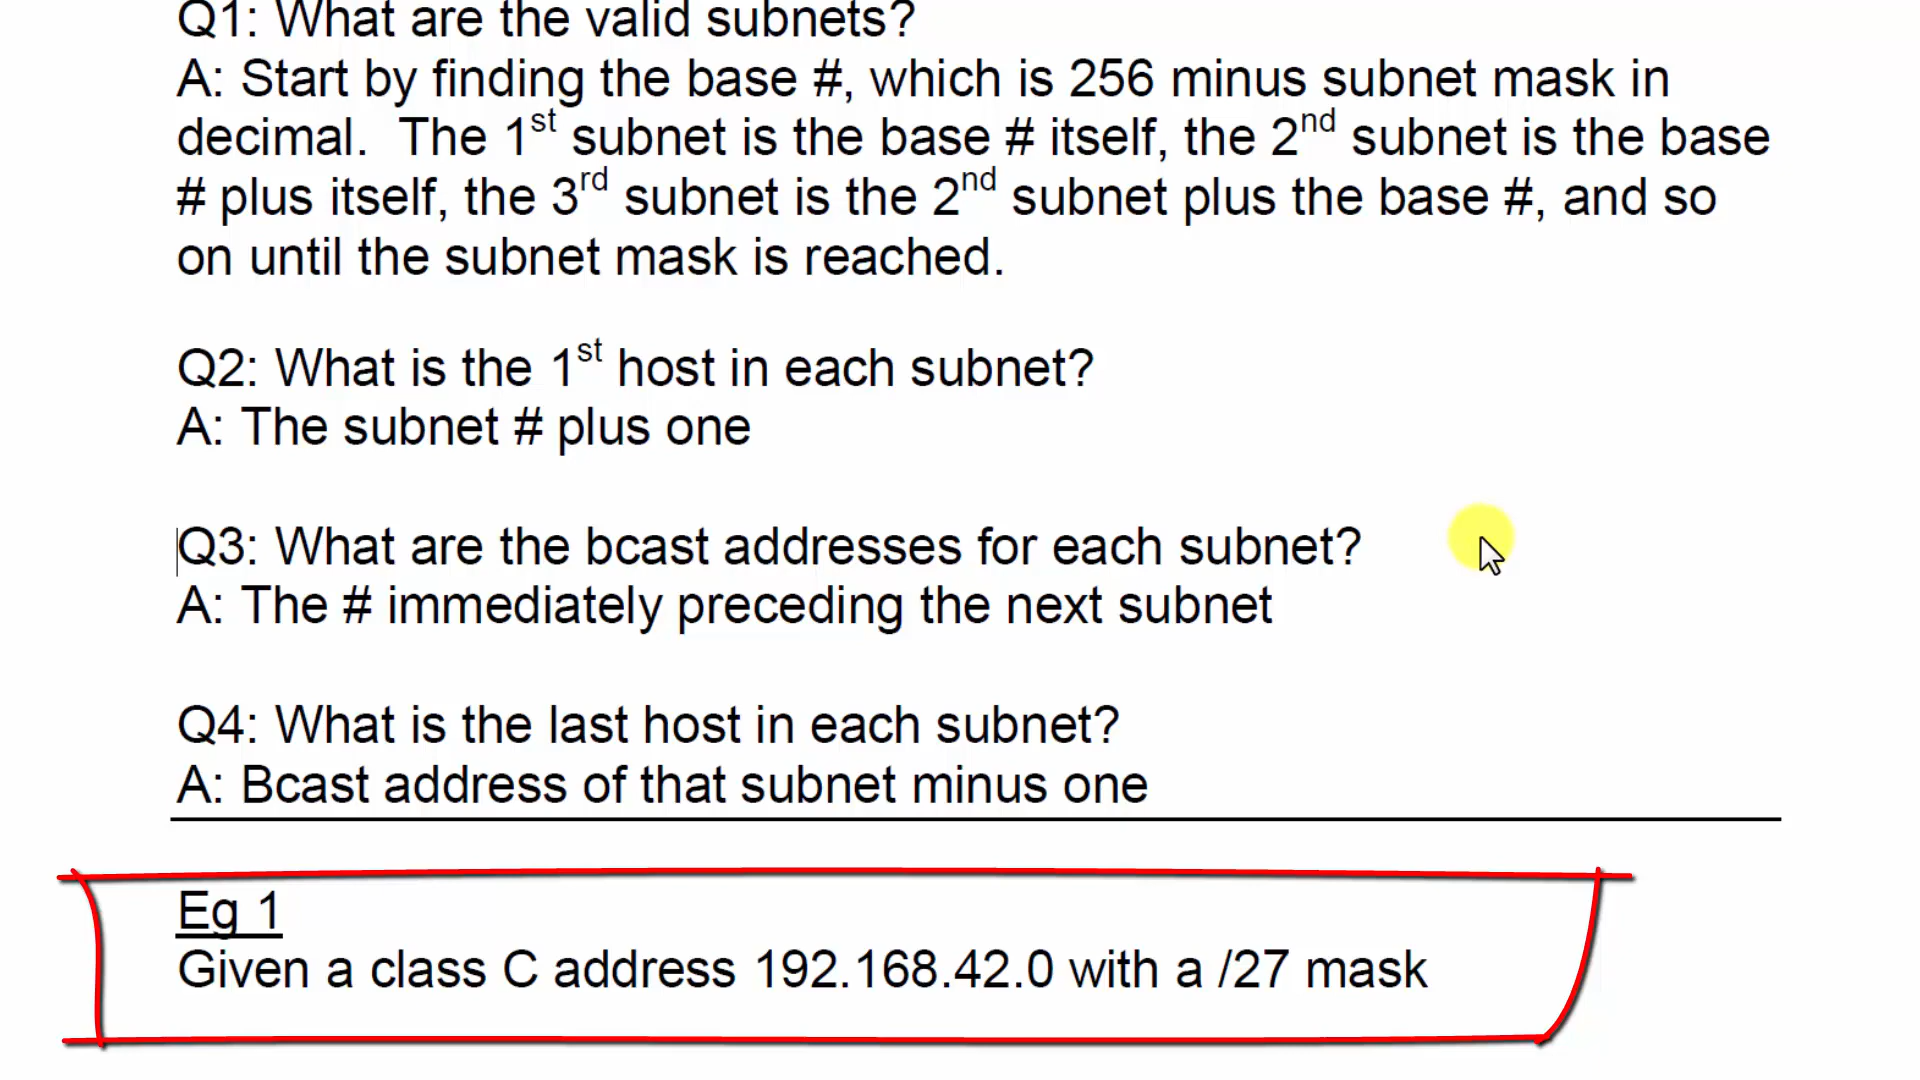 Q1: What are the valid subnets?
A: Start by finding the base #, which is 256 minus subnet mask in
decimal.  The 1st subnet is the base # itself, the 2nd subnet is the base
# plus itself, the 3rd subnet is the 2nd subnet plus the base #, and so
on until the subnet mask is reached.
Q2: What is the 1st host in each subnet?
A: The subnet # plus one
Q3: What are the bcast addresses for each subnet?
A: The # immediately preceding the next subnet
Q4: What is the last host in each subnet?
A: Bcast address of that subnet minus one
Eg 1
Given a class C address 192.168.42.0 with a /27 mask